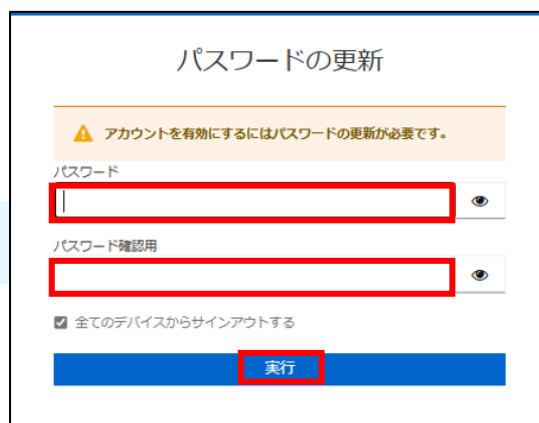 パスワードの更新
アカウントを有効にするにはパスワードの更新が必要です。
パスワード
パスワード確認用
全てのデバイスからサインアウトする
実行